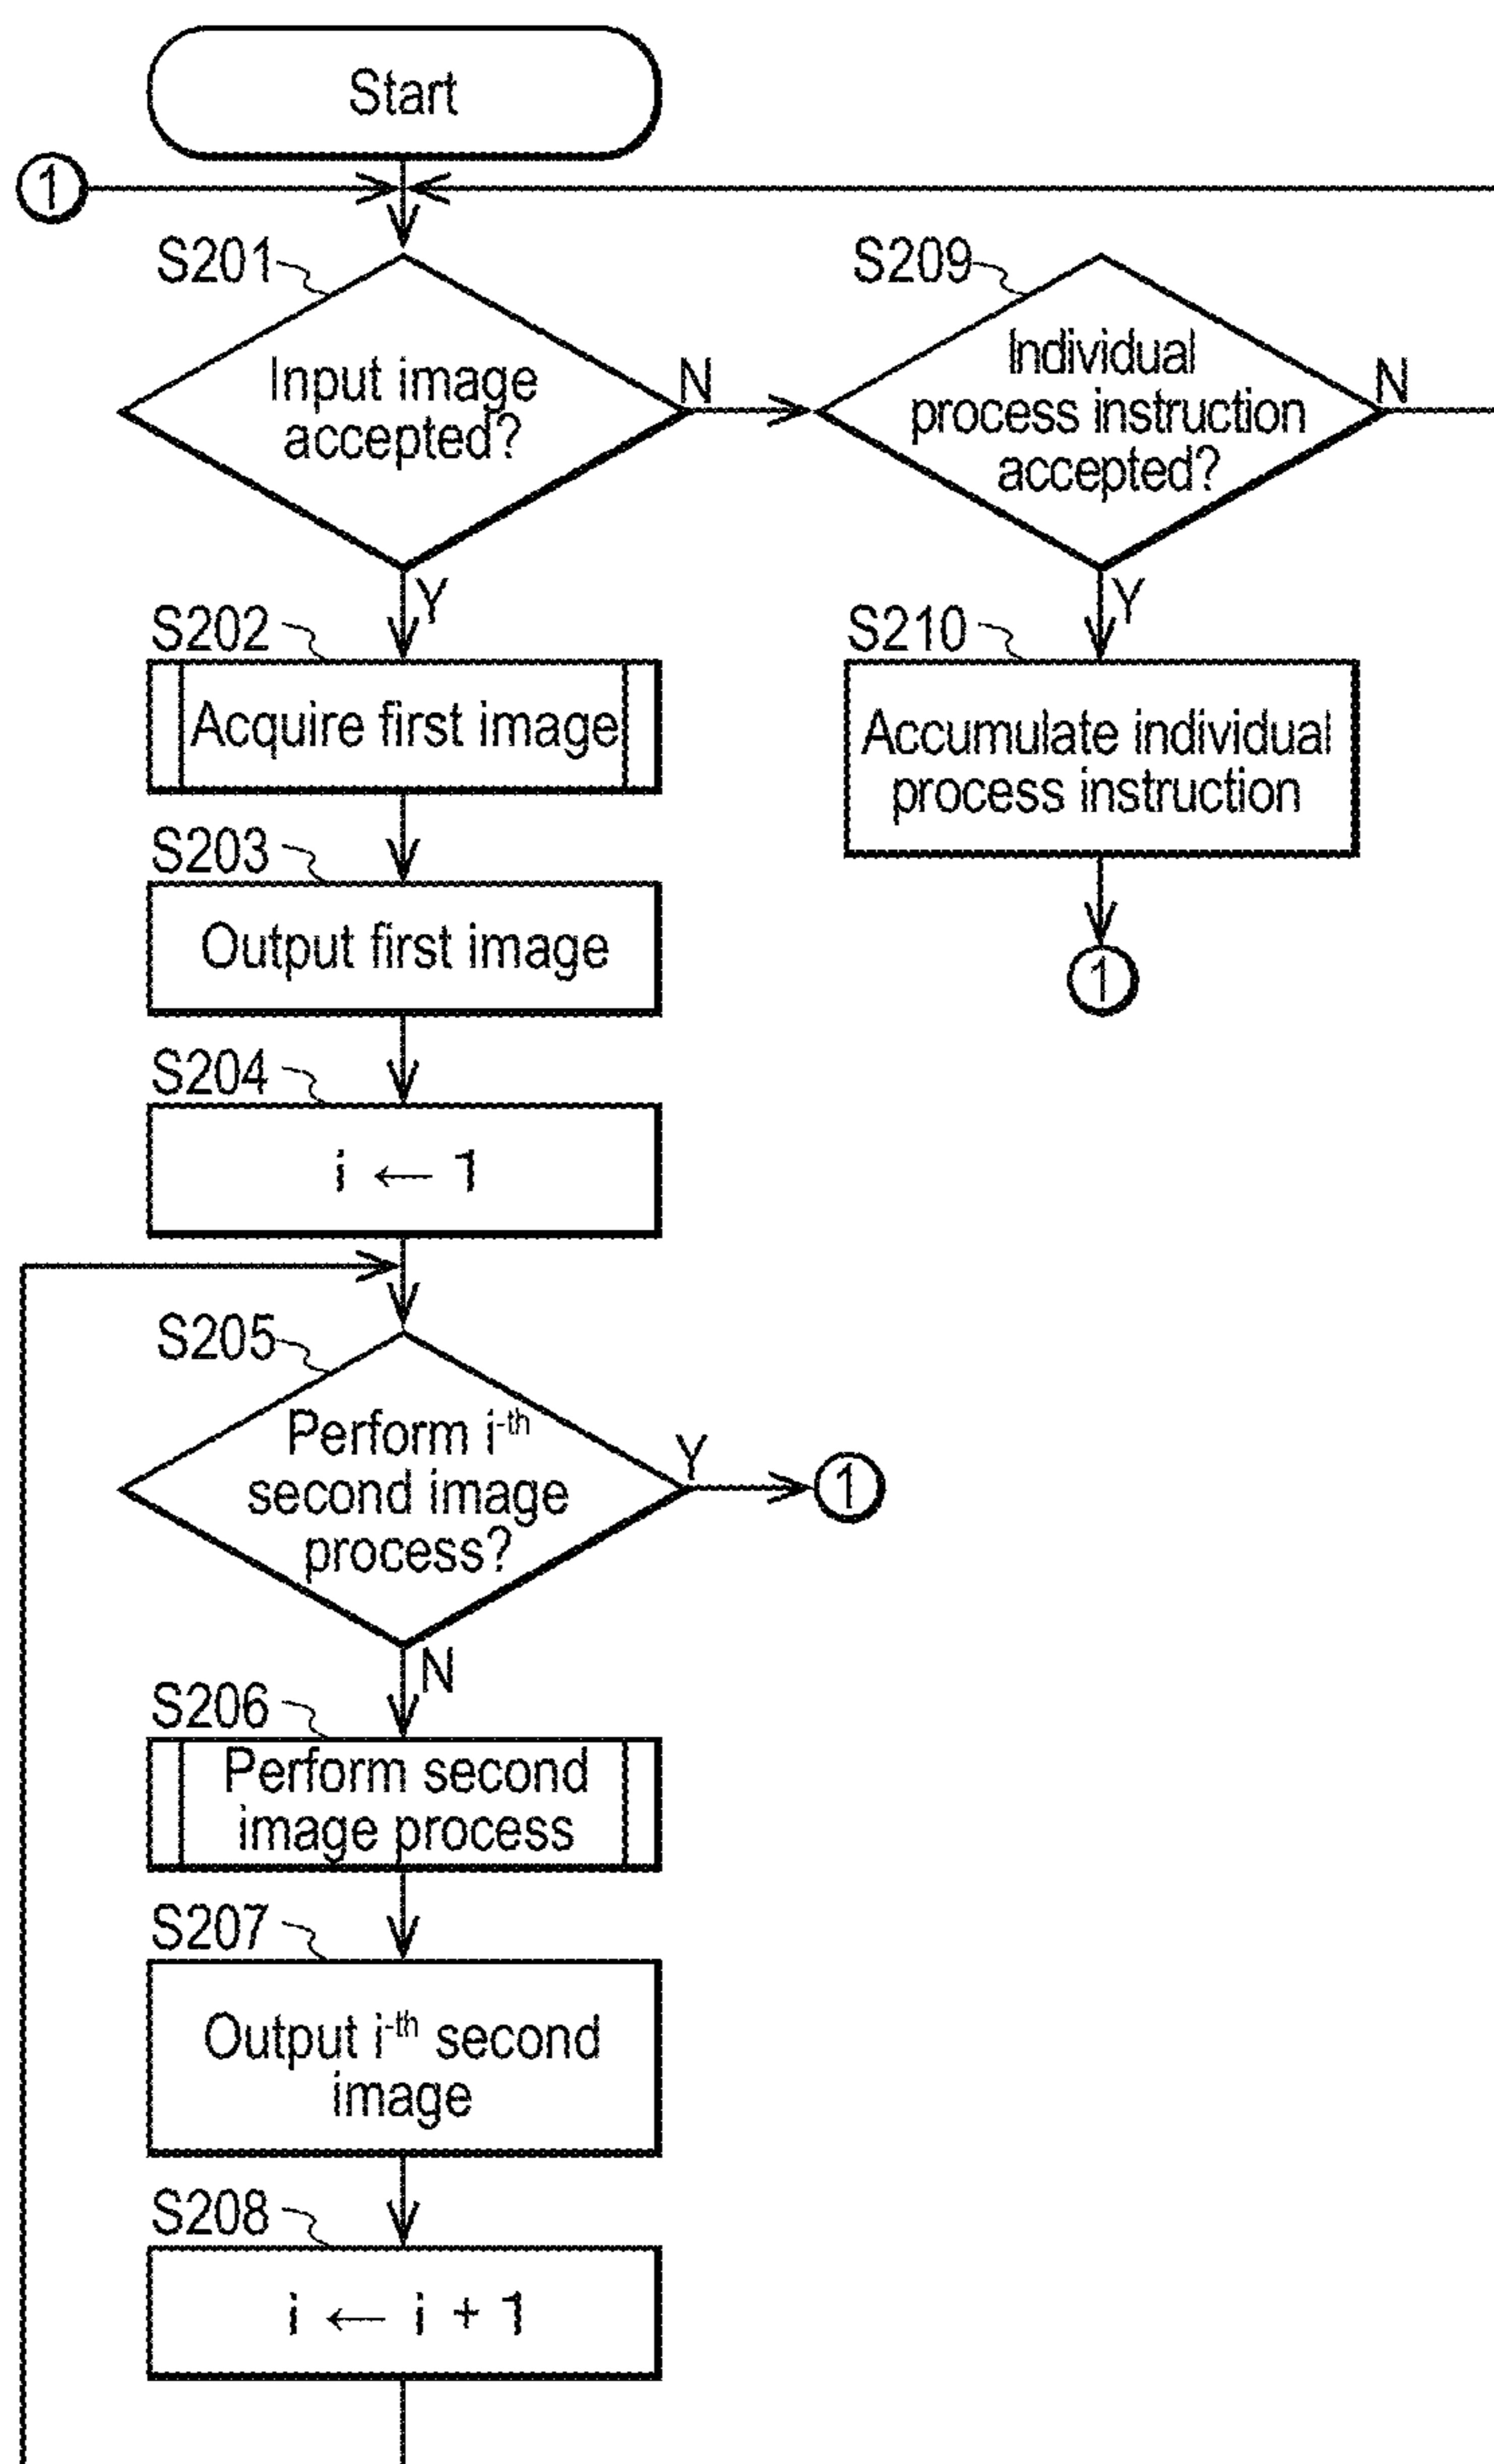 Start
1
S201
Input image
accepted?
N
Y
S209
Individual
process instruction
accepted?
N
Y
S202
Acquire first image
S210
Accumulate individual
process instruction
1
S203
Output first image
S204
i ← 1
S205
Perform i-th
second image
process?
Y
1
N
S206
Perform second
image process
S207
Output i-th second
image
S208
i ← i + 1